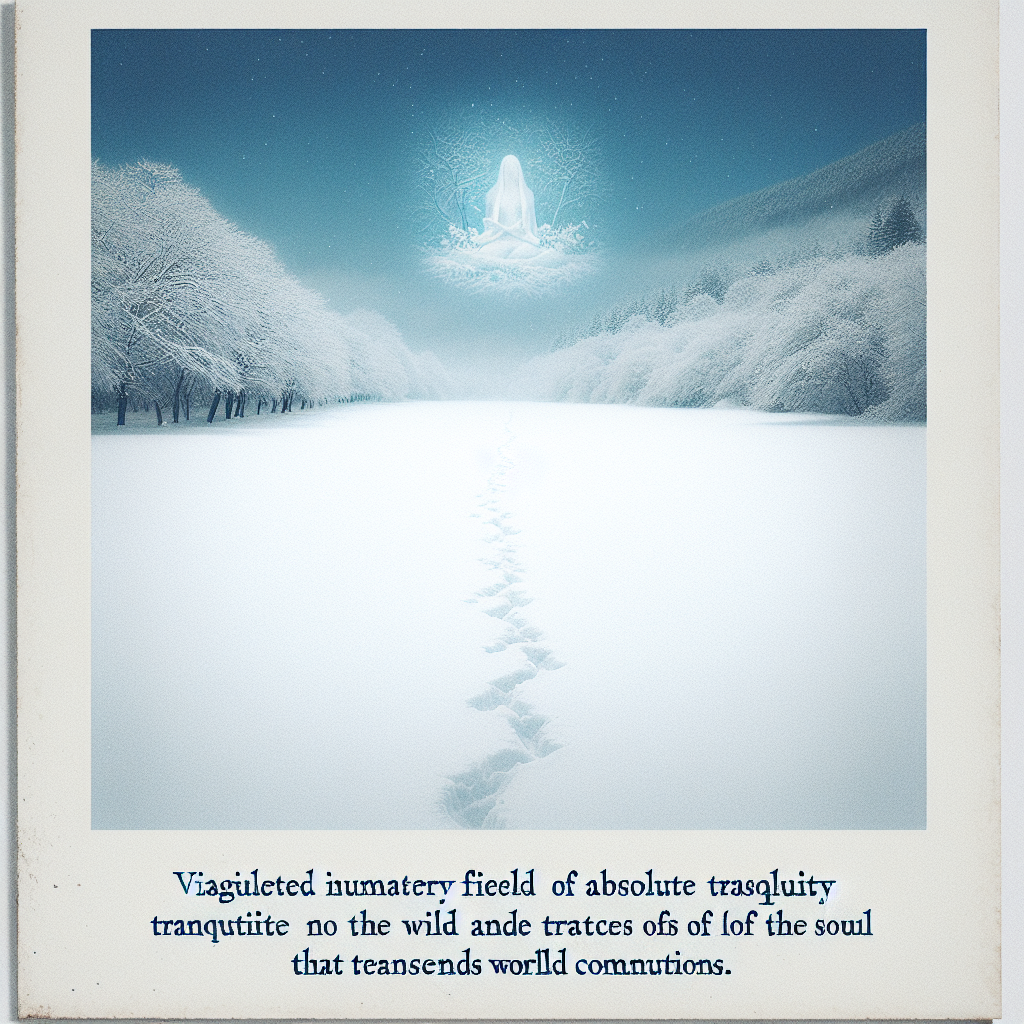 Viaguleted inumatery fieeld of absolute trasqluity
tranqutiite no the wild ande tratces ofs of lof the souil
that teansends worlld comnutions.